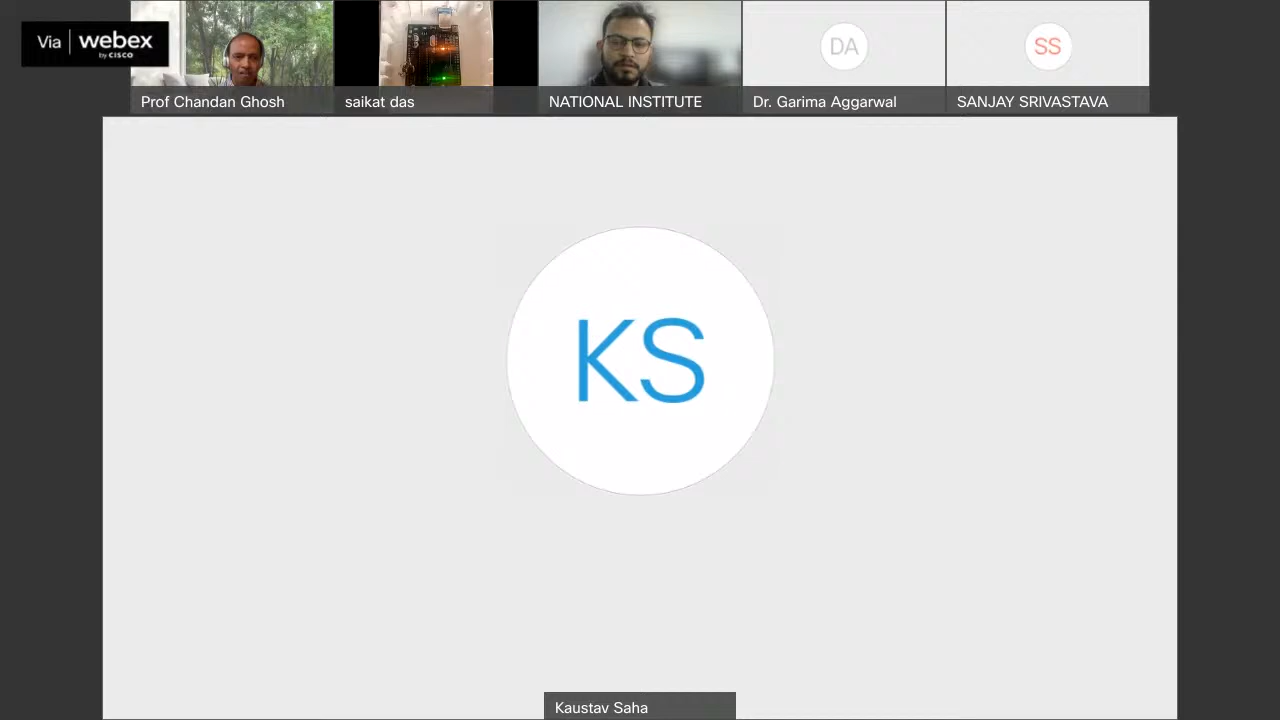 Via webex
by CISCO
Prof Chandan Ghosh
saikat das
NATIONAL INSTITUTE
DA
Dr. Garima Aggarwal
SS
SANJAY SRIVASTAVA
KS
Kaustav Saha